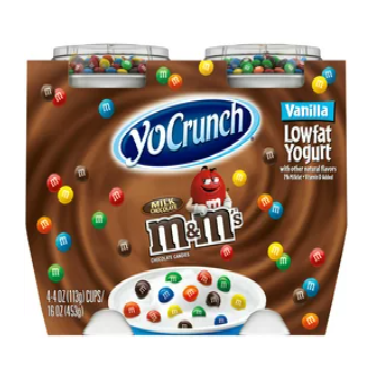 YoCrunch
Vanilla
Lowfat
Yogurt
with other natural flavors
MILK
CHOCOLATE
m&m's
CHOCOLATE CANDIES
4-4 OZ (113g) CUPS/
16 OZ (453g)